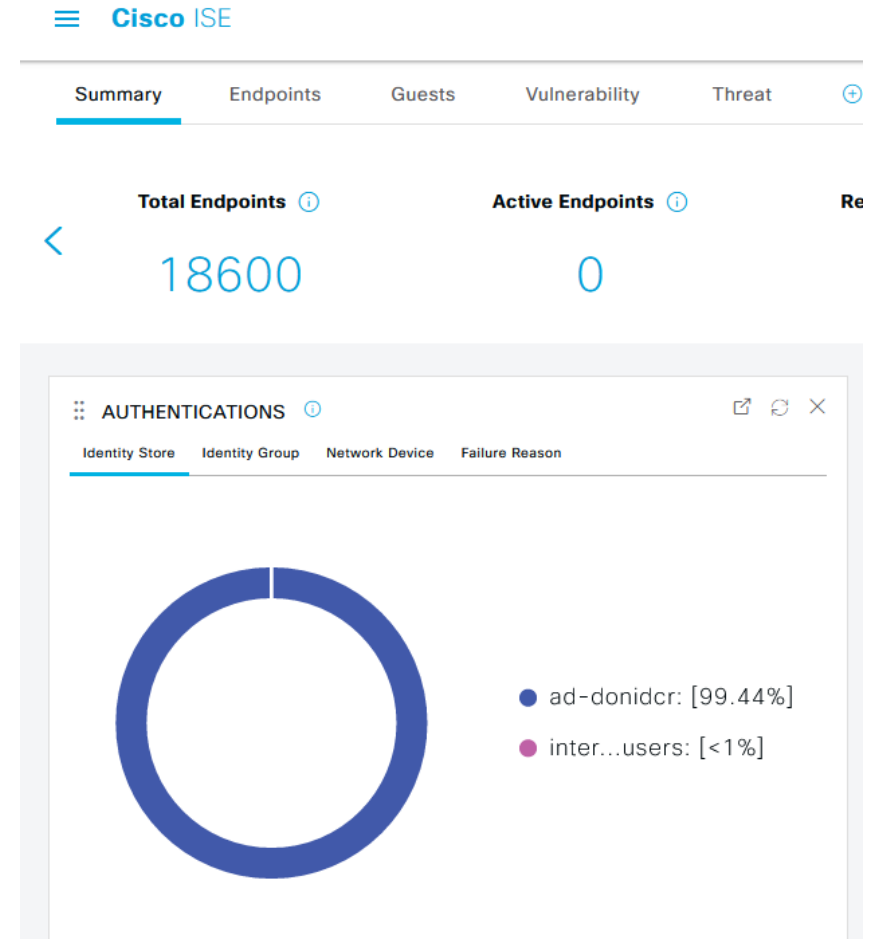 Cisco ISE
Summary Endpoints Guests Vulnerability Threat
Total Endpoints Active Endpoints Re
18600 0
AUTHENTICATIONS
Identity Store Identity Group Network Device Failure Reason
ad-donidcr: [99.44%]
inter...users: [<1%]